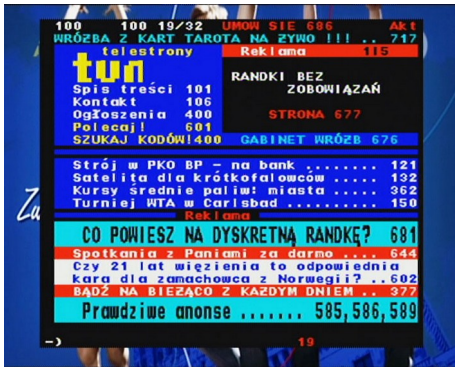 100 100 19/32 UMOW SIE 686 Akt
WRÓŻBA Z KART TAROTA NA ŻYWO !!! .. 717
telestrony
tvn
Reklama 115
Spis treści 101
Kontakt 106
Ogłoszenia 400
Polecaj! 601
SZUKAJ KODÓW!400
RANDKI BEZ
ZOBOWIĄZAŃ
STRONA 677
GABINET WRÓŻB 676
Strój w PKO BP – na bank ........ 121
Satelita dla krótkofalowców ..... 132
Kursy średnie paliw: miasta ..... 362
Turniej WTA w Carlsbad .......... 150
Reklama
CO POWIESZ NA DYSKRETNĄ RANDKĘ? 681
Spotkania z Paniami za darmo .... 644
Czy 21 lat więzienia to odpowiednia
kara dla zamachowca z Norwegii? ..602
BĄDŹ NA BIEŻĄCO Z KAŻDYM DNIEM .. 377
Prawdziwe anonse ....... 585,586,589
—) 19